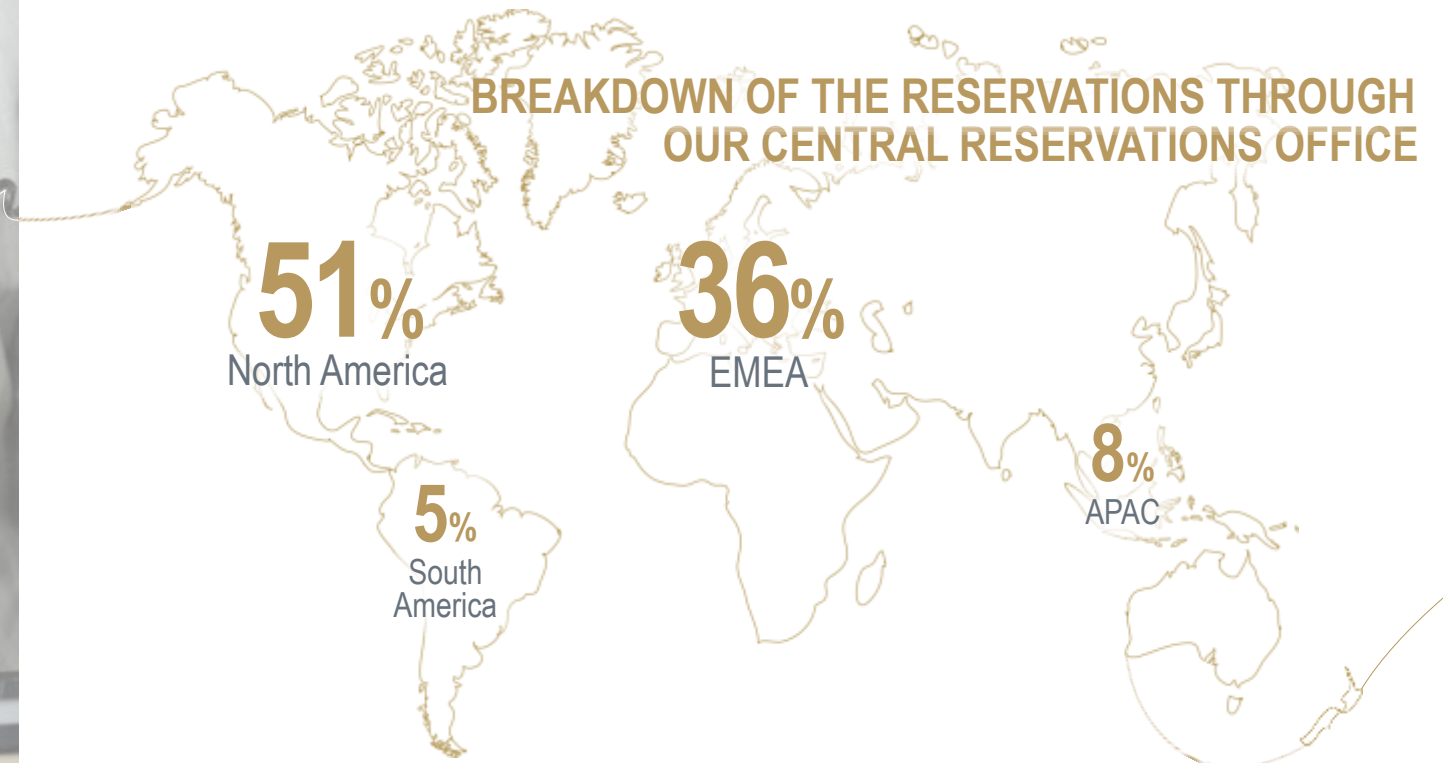 BREAKDOWN OF THE RESERVATIONS THROUGH
OUR CENTRAL RESERVATIONS OFFICE
51%
North America
36%
EMEA
8%
APAC
5%
South
America